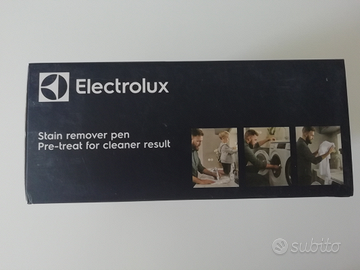 Electrolux
Stain remover pen
Pre-treat for cleaner result
subito